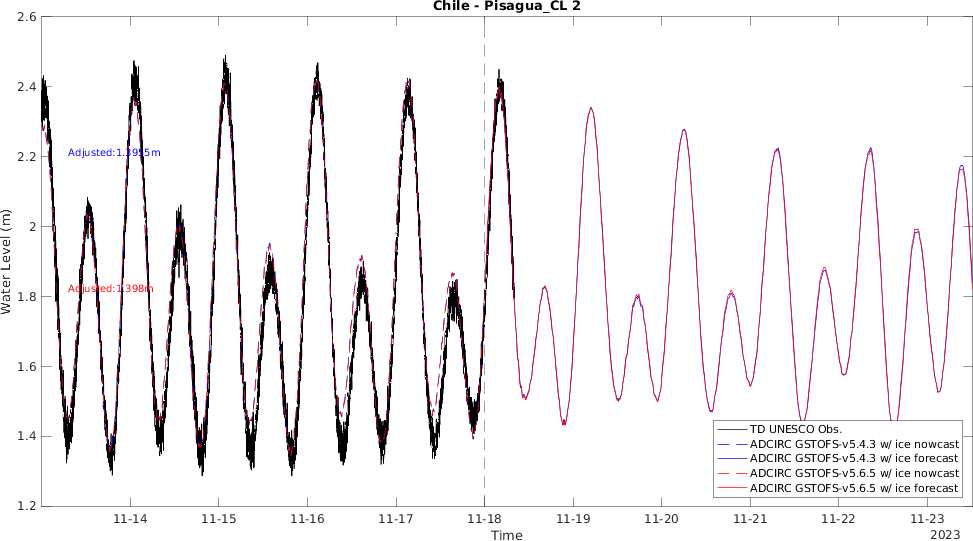 Chile - Pisagua_CL 2
2.6
2.4
2.2
2
1.8
1.6
1.4
1.2
Water Level (m)
Adjusted:1.3955m
Adjusted:1.398m
TD UNESCO Obs.
ADCIRC GSTOFS-v5.4.3 w/ ice nowcast
ADCIRC GSTOFS-v5.4.3 w/ ice forecast
ADCIRC GSTOFS-v5.6.5 w/ ice nowcast
ADCIRC GSTOFS-v5.6.5 w/ ice forecast
11-14 11-15 11-16 11-17 11-18 11-19 11-20 11-21 11-22 11-23
Time
2023